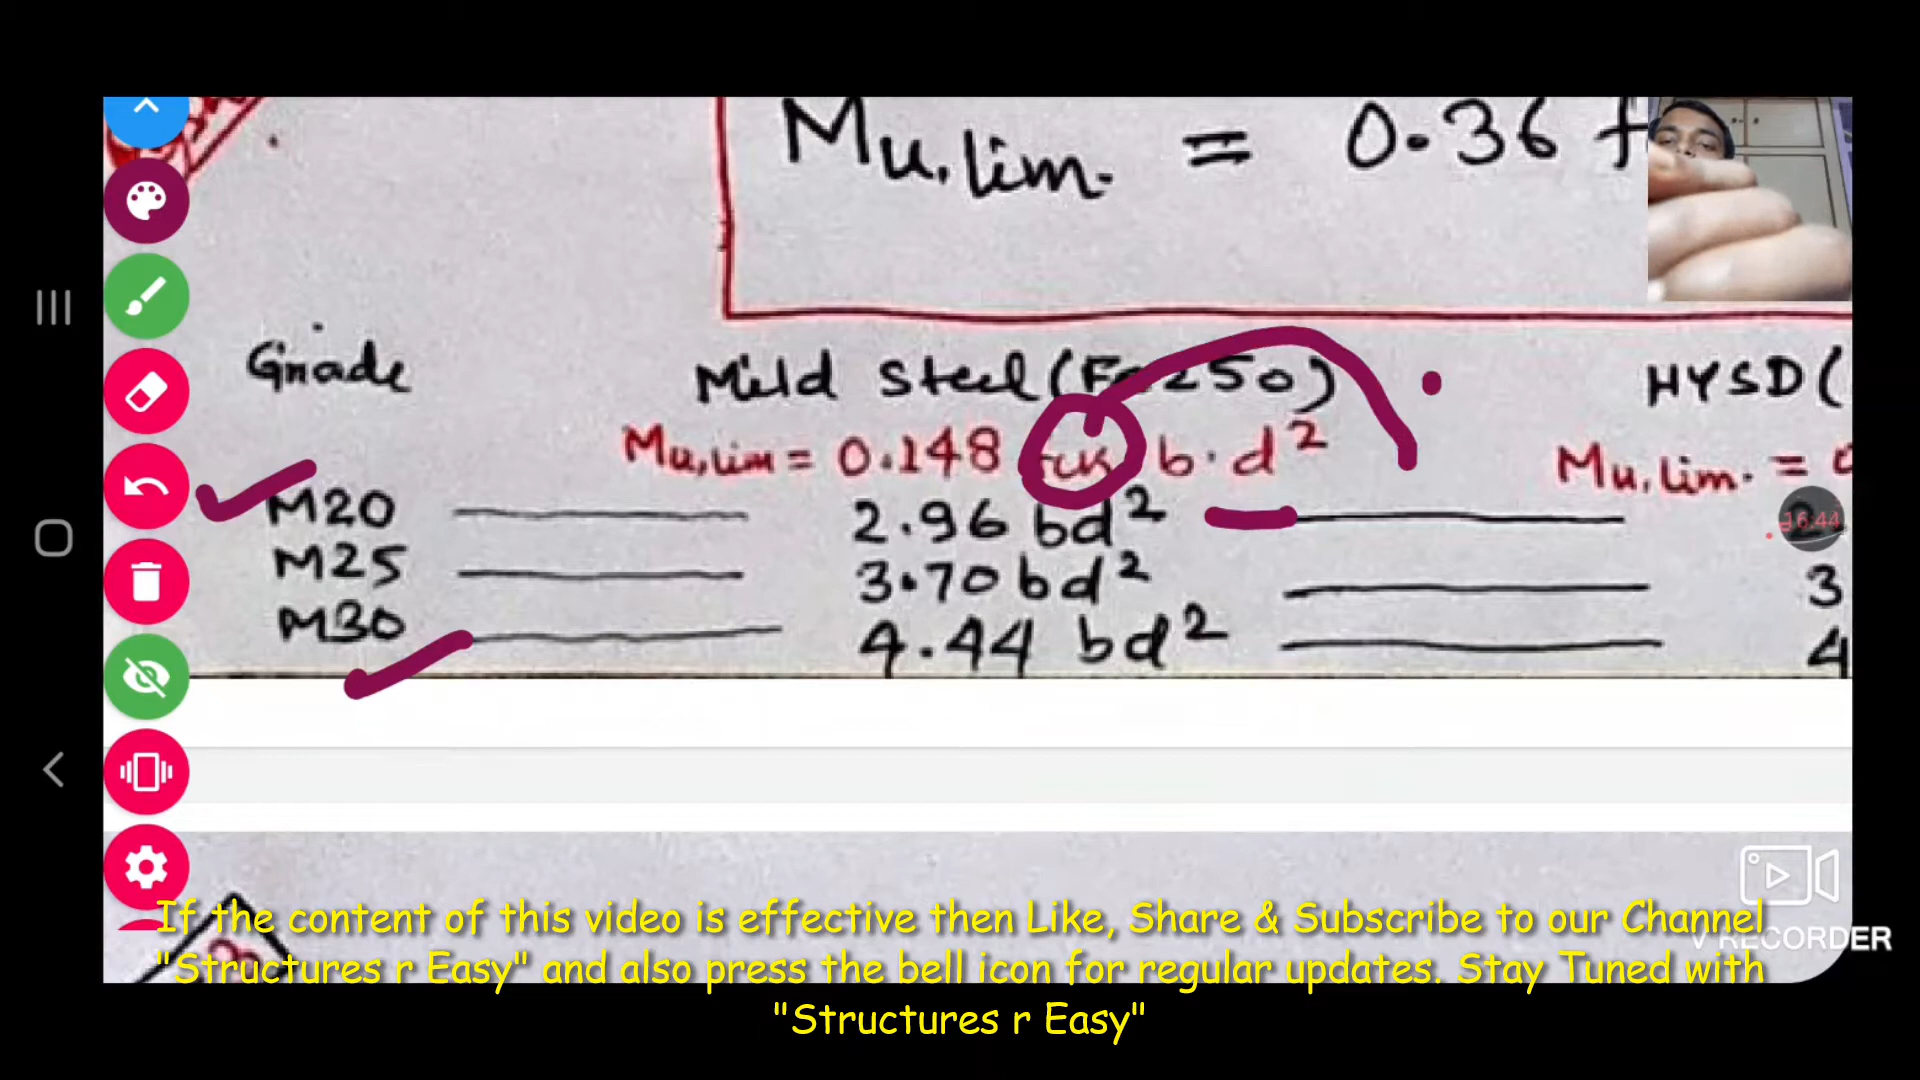 Mu.lim. = 0.36 f
Grade Mild Steel (Fe250) HYSD (
Mu,lim = 0.148 fck b.d² Mu.lim. =
M20 2.96 bd²
16:44
M25 3.70 bd² 3
M30 4.44 bd² 4
V RECORDER
If the content of this video is effective then Like, Share & Subscribe to our Channel
"Structures r Easy" and also press the bell icon for regular updates. Stay Tuned with
"Structures r Easy"